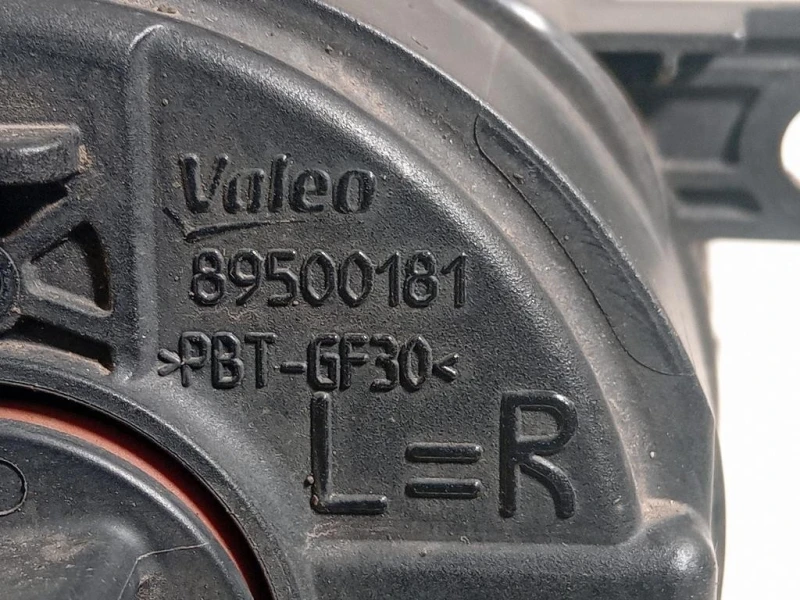 Valeo
89500181
>PBT-GF30<
L=R